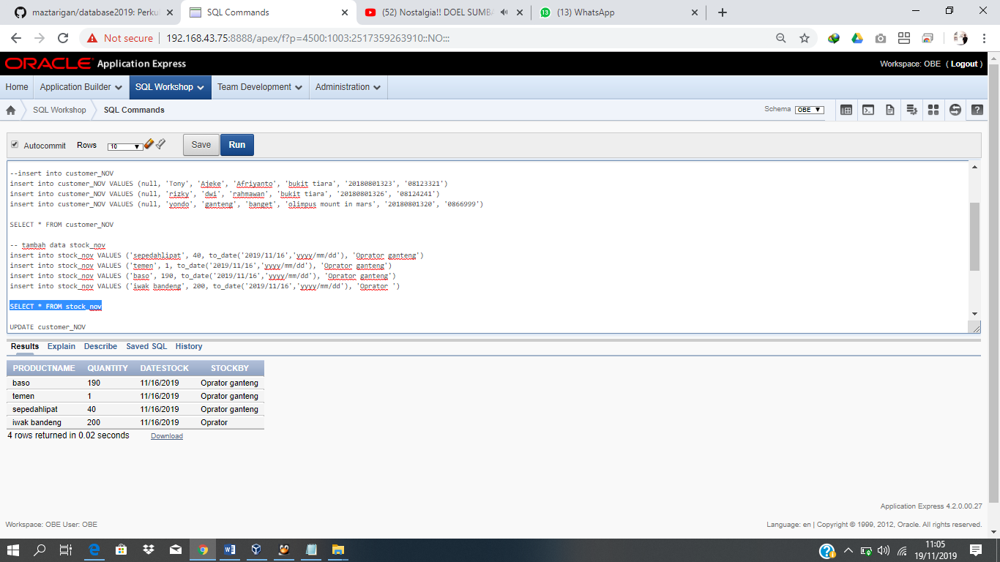 maztarigan/database2019: Perku
SQL Commands
(52) Nostalgia!! DOEL SUMBA
(13) WhatsApp
Not secure
192.168.43.75:8888/apex/f?p=4500:1003:2517359263910::NO:::
ORACLE Application Express
Workspace: OBE ( Logout )
Home
Application Builder
SQL Workshop
Team Development
Administration
SQL Workshop
SQL Commands
Schema
OBE
Autocommit
Rows
10
Save
Run
--insert into customer_NOV
insert into customer_NOV VALUES (null, 'Tony', 'Ajeke', 'Afriyanto', 'bukit tiara', '20180801323', '08123321')
insert into customer_NOV VALUES (null, 'rizky', 'dwi', 'rahmawan', 'bukit tiara', '20180801326', '08124241')
insert into customer_NOV VALUES (null, 'yondo', 'ganteng', 'banget', 'olimpus mount in mars', '20180801320', '0866999')
SELECT * FROM customer_NOV
-- tambah data stock_nov
insert into stock_nov VALUES ('sepedahlipat', 40, to_date('2019/11/16','yyyy/mm/dd'), 'Oprator ganteng')
insert into stock_nov VALUES ('temen', 1, to_date('2019/11/16','yyyy/mm/dd'), 'Oprator ganteng')
insert into stock_nov VALUES ('baso', 190, to_date('2019/11/16','yyyy/mm/dd'), 'Oprator ganteng')
insert into stock_nov VALUES ('iwak bandeng', 200, to_date('2019/11/16','yyyy/mm/dd'), 'Oprator ')
SELECT * FROM stock_nov
UPDATE customer_NOV
Results
Explain
Describe
Saved SQL
History
PRODUCTNAME QUANTITY DATESTOCK STOCKBY
baso 190 11/16/2019 Oprator ganteng
temen 1 11/16/2019 Oprator ganteng
sepedahlipat 40 11/16/2019 Oprator ganteng
iwak bandeng 200 11/16/2019 Oprator
4 rows returned in 0.02 seconds
Download
Application Express 4.2.0.00.27
Workspace: OBE User: OBE
Language: en | Copyright © 1999, 2012, Oracle. All rights reserved.
11:05
19/11/2019